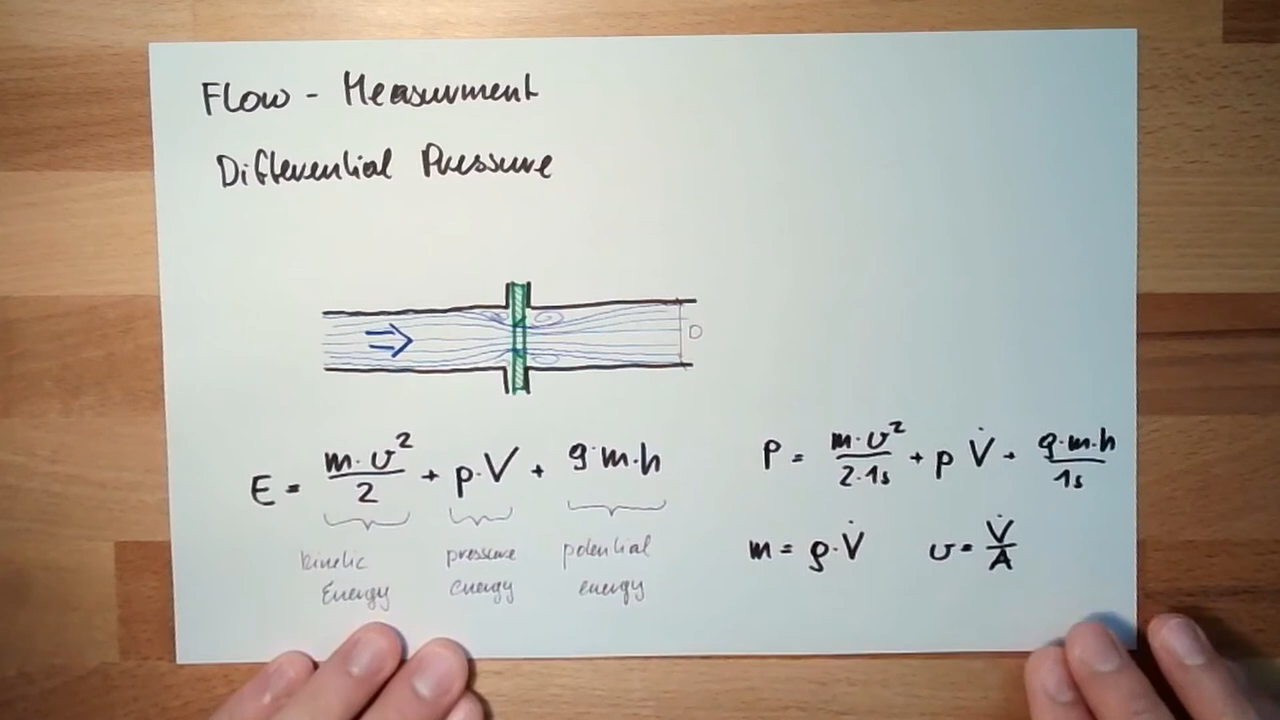 Flow - Measurment
Differential Pressure
D
E = m·v²/2 + p·V + g·m·h
kinetic Energy
pressure energy
potential energy
P = m·v²/2·1s + p V̇ + g·m·h/1s
m = ρ·V̇
v = V̇/A